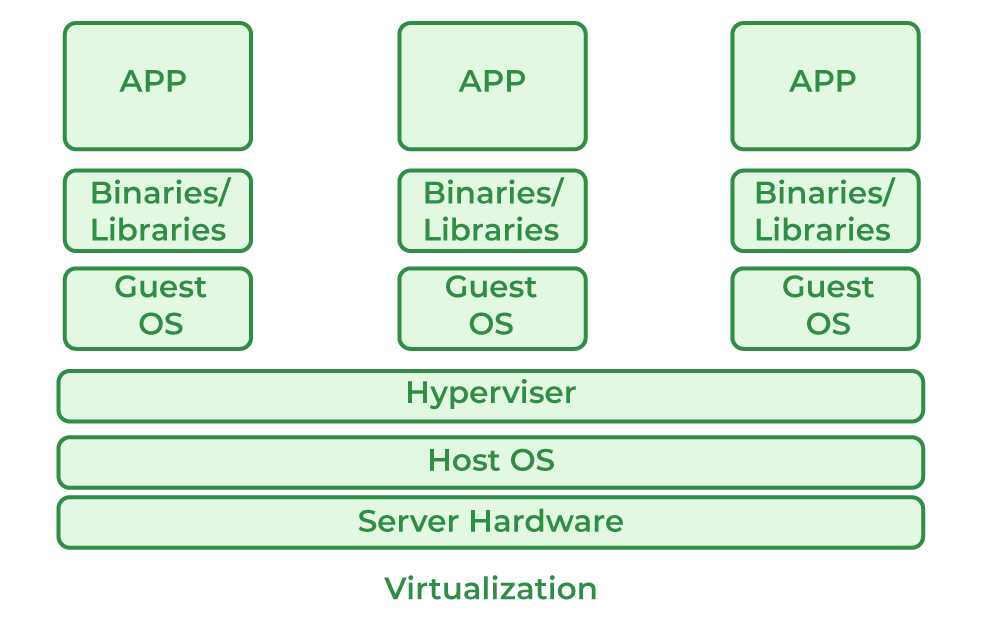 APP
APP
APP
Binaries/
Libraries
Binaries/
Libraries
Binaries/
Libraries
Guest
OS
Guest
OS
Guest
OS
Hyperviser
Host OS
Server Hardware
Virtualization